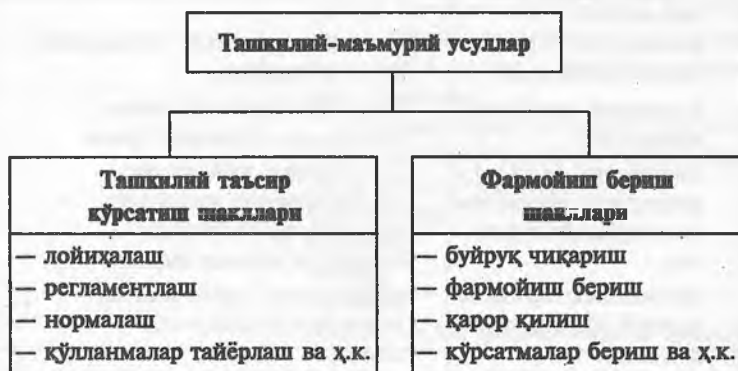 Ташкилий-маъмурий усуллар
Ташкилий таъсир
кўрсатиш шакллари
— лойиҳалаш
— регламентлаш
— нормалаш
— қўлланмалар тайёрлаш ва ҳ.к.
Фармойиш бериш
шакллари
— буйруқ чиқариш
— фармойиш бериш
— қарор қилиш
— кўрсатмалар бериш ва ҳ.к.